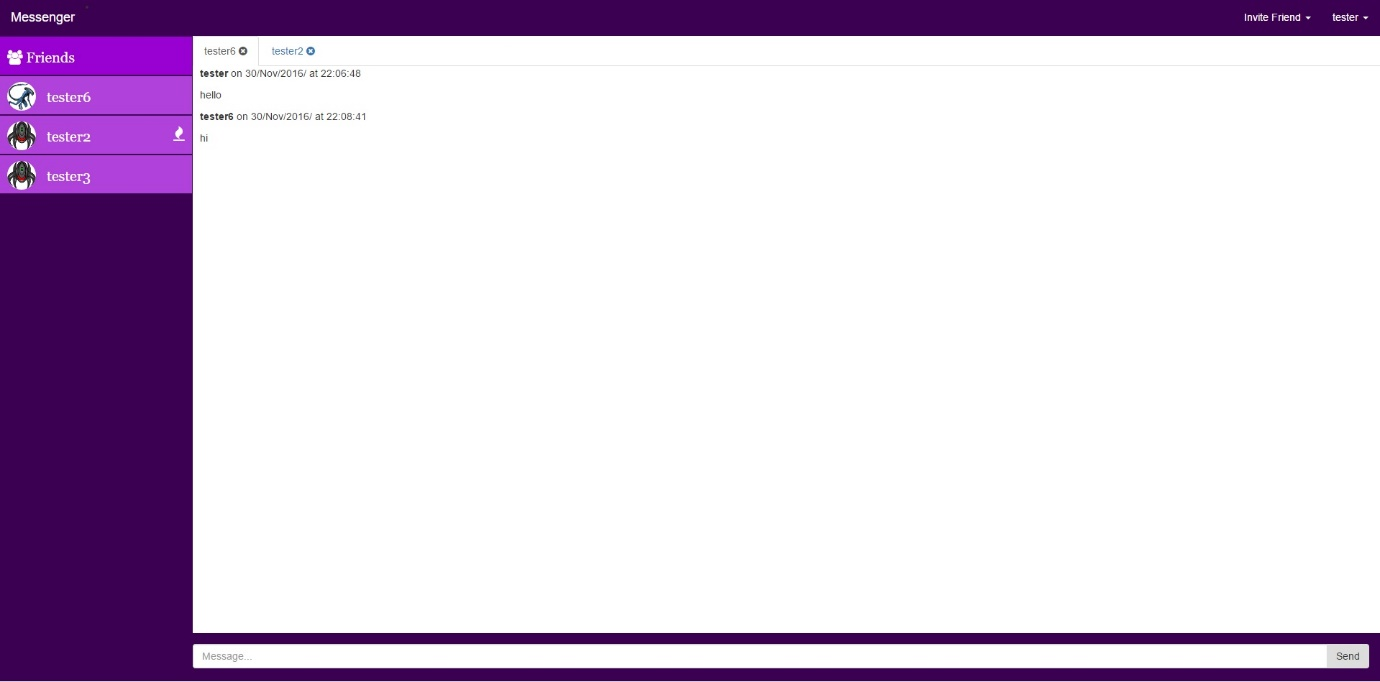 Messenger
Invite Friend
tester
Friends
tester6
tester2
tester3
tester6
tester2
tester on 30/Nov/2016/ at 22:06:48
hello
tester6 on 30/Nov/2016/ at 22:08:41
hi
Message...
Send